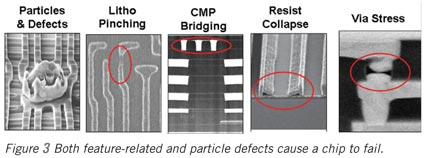 Particles
& Defects
Litho
Pinching
CMP
Bridging
Resist
Collapse
Via Stress
Figure 3 Both feature-related and particle defects cause a chip to fail.